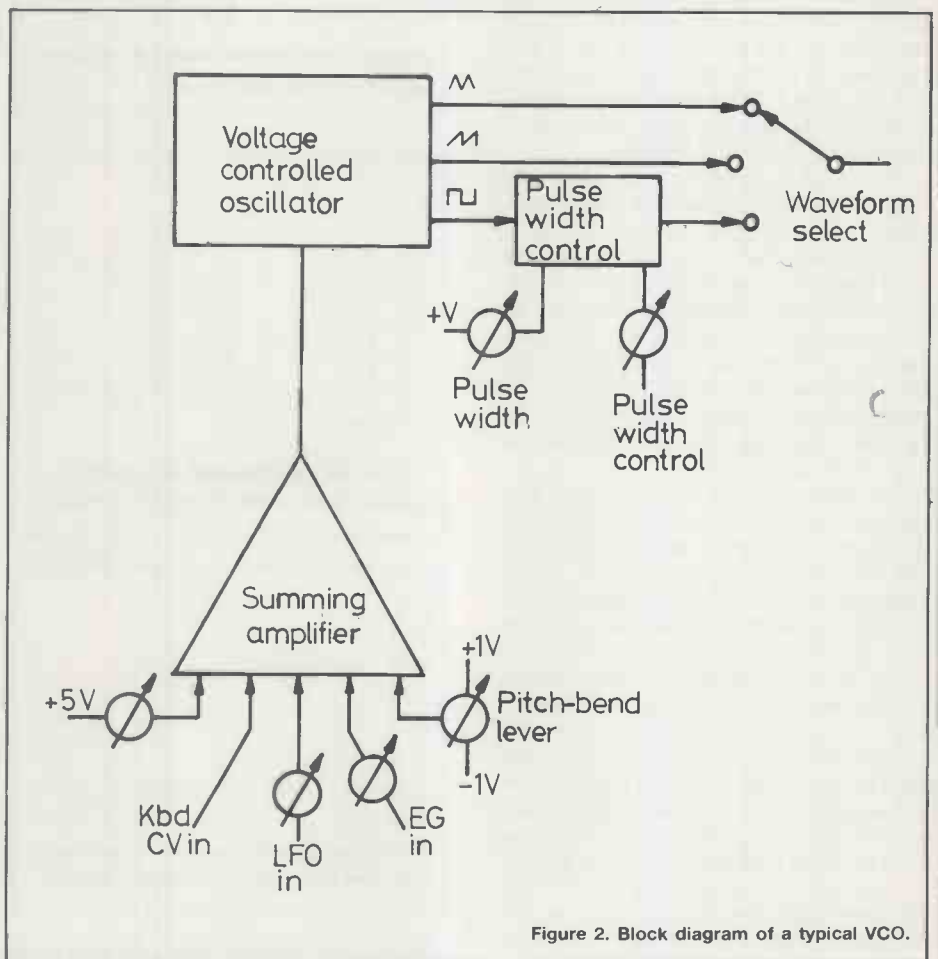 Voltage
controlled
oscillator
Pulse
width
control
Waveform
select
+V
Pulse
width
Pulse
width
control
Summing
amplifier
+5V
Kbd
CV in
LFO
in
EG
in
+1V
Pitch-bend
lever
-1V
Figure 2. Block diagram of a typical VCO.